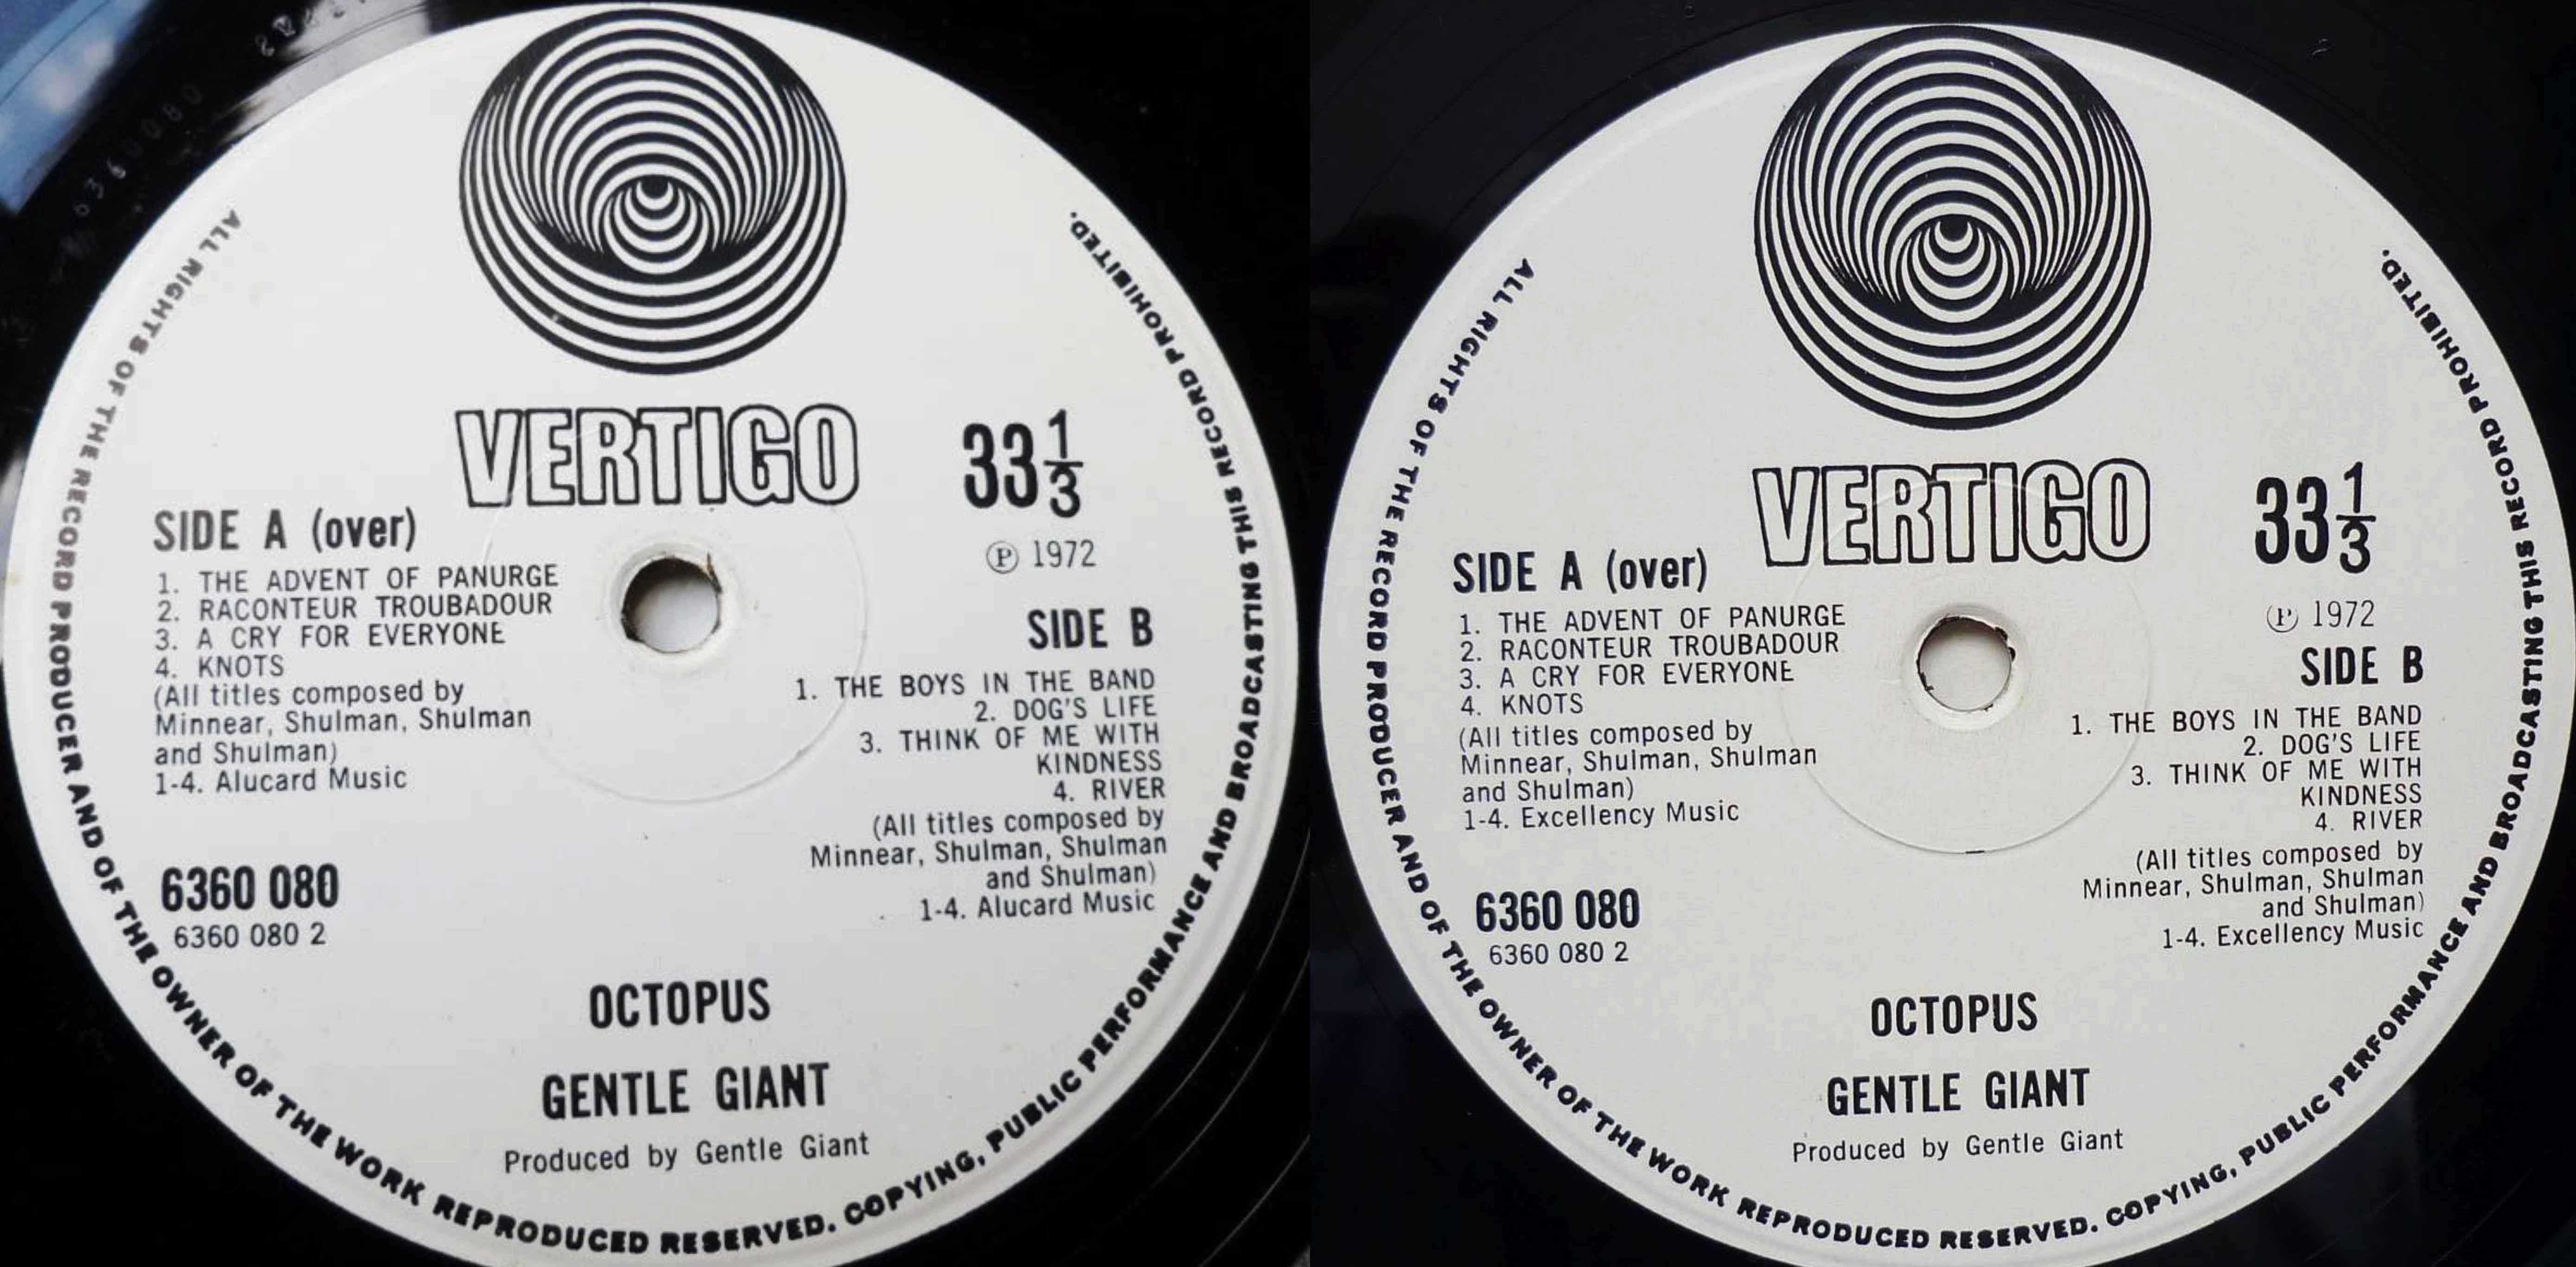 6360080
ALL RIGHTS OF THE RECORD PRODUCER AND OF THE OWNER OF THE WORK REPRODUCED RESERVED. COPYING, PUBLIC PERFORMANCE AND BROADCASTING THIS RECORD PROHIBITED.
VERTIGO
33 1/3
℗ 1972
SIDE A (over)
1. THE ADVENT OF PANURGE
2. RACONTEUR TROUBADOUR
3. A CRY FOR EVERYONE
4. KNOTS
(All titles composed by
Minnear, Shulman, Shulman
and Shulman)
1-4. Alucard Music
SIDE B
1. THE BOYS IN THE BAND
2. DOG'S LIFE
3. THINK OF ME WITH
KINDNESS
4. RIVER
(All titles composed by
Minnear, Shulman, Shulman
and Shulman)
1-4. Alucard Music
6360 080
6360 080 2
OCTOPUS
GENTLE GIANT
Produced by Gentle Giant
ALL RIGHTS OF THE RECORD PRODUCER AND OF THE OWNER OF THE WORK REPRODUCED RESERVED. COPYING, PUBLIC PERFORMANCE AND BROADCASTING THIS RECORD PROHIBITED.
VERTIGO
33 1/3
℗ 1972
SIDE A (over)
1. THE ADVENT OF PANURGE
2. RACONTEUR TROUBADOUR
3. A CRY FOR EVERYONE
4. KNOTS
(All titles composed by
Minnear, Shulman, Shulman
and Shulman)
1-4. Excellency Music
SIDE B
1. THE BOYS IN THE BAND
2. DOG'S LIFE
3. THINK OF ME WITH
KINDNESS
4. RIVER
(All titles composed by
Minnear, Shulman, Shulman
and Shulman)
1-4. Excellency Music
6360 080
6360 080 2
OCTOPUS
GENTLE GIANT
Produced by Gentle Giant